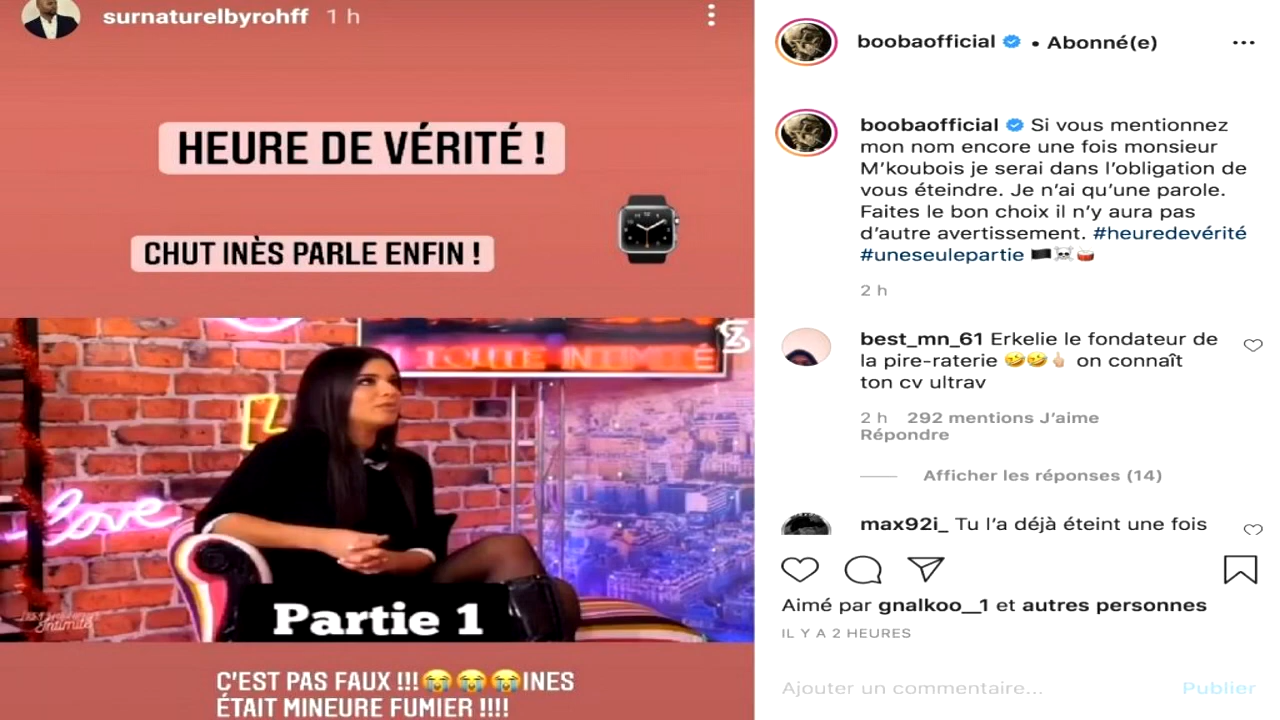 surnaturelbyrohff 1 h
HEURE DE VÉRITÉ !
CHUT INÈS PARLE ENFIN !
TOUTE INTIMITÉ
Love
Intimité
Partie 1
C'EST PAS FAUX !!!😭😭😭INES
ÉTAIT MINEURE FUMIER !!!!
boobaofficial • Abonné(e)
boobaofficial Si vous mentionnez
mon nom encore une fois monsieur
M'koubois je serai dans l'obligation de
vous éteindre. Je n'ai qu'une parole.
Faites le bon choix il n'y aura pas
d'autre avertissement. #heuredevérité
#uneseulepartie 🏴☠️🥁
2 h
best_mn_61 Erkelie le fondateur de
la pire-raterie 🤣🤣🖕🏻 on connaît
ton cv ultrav
2 h 292 mentions J'aime
Répondre
Afficher les réponses (14)
max92i_ Tu l'a déjà éteint une fois
Aimé par gnalkoo__1 et autres personnes
IL Y A 2 HEURES
Ajouter un commentaire... Publier